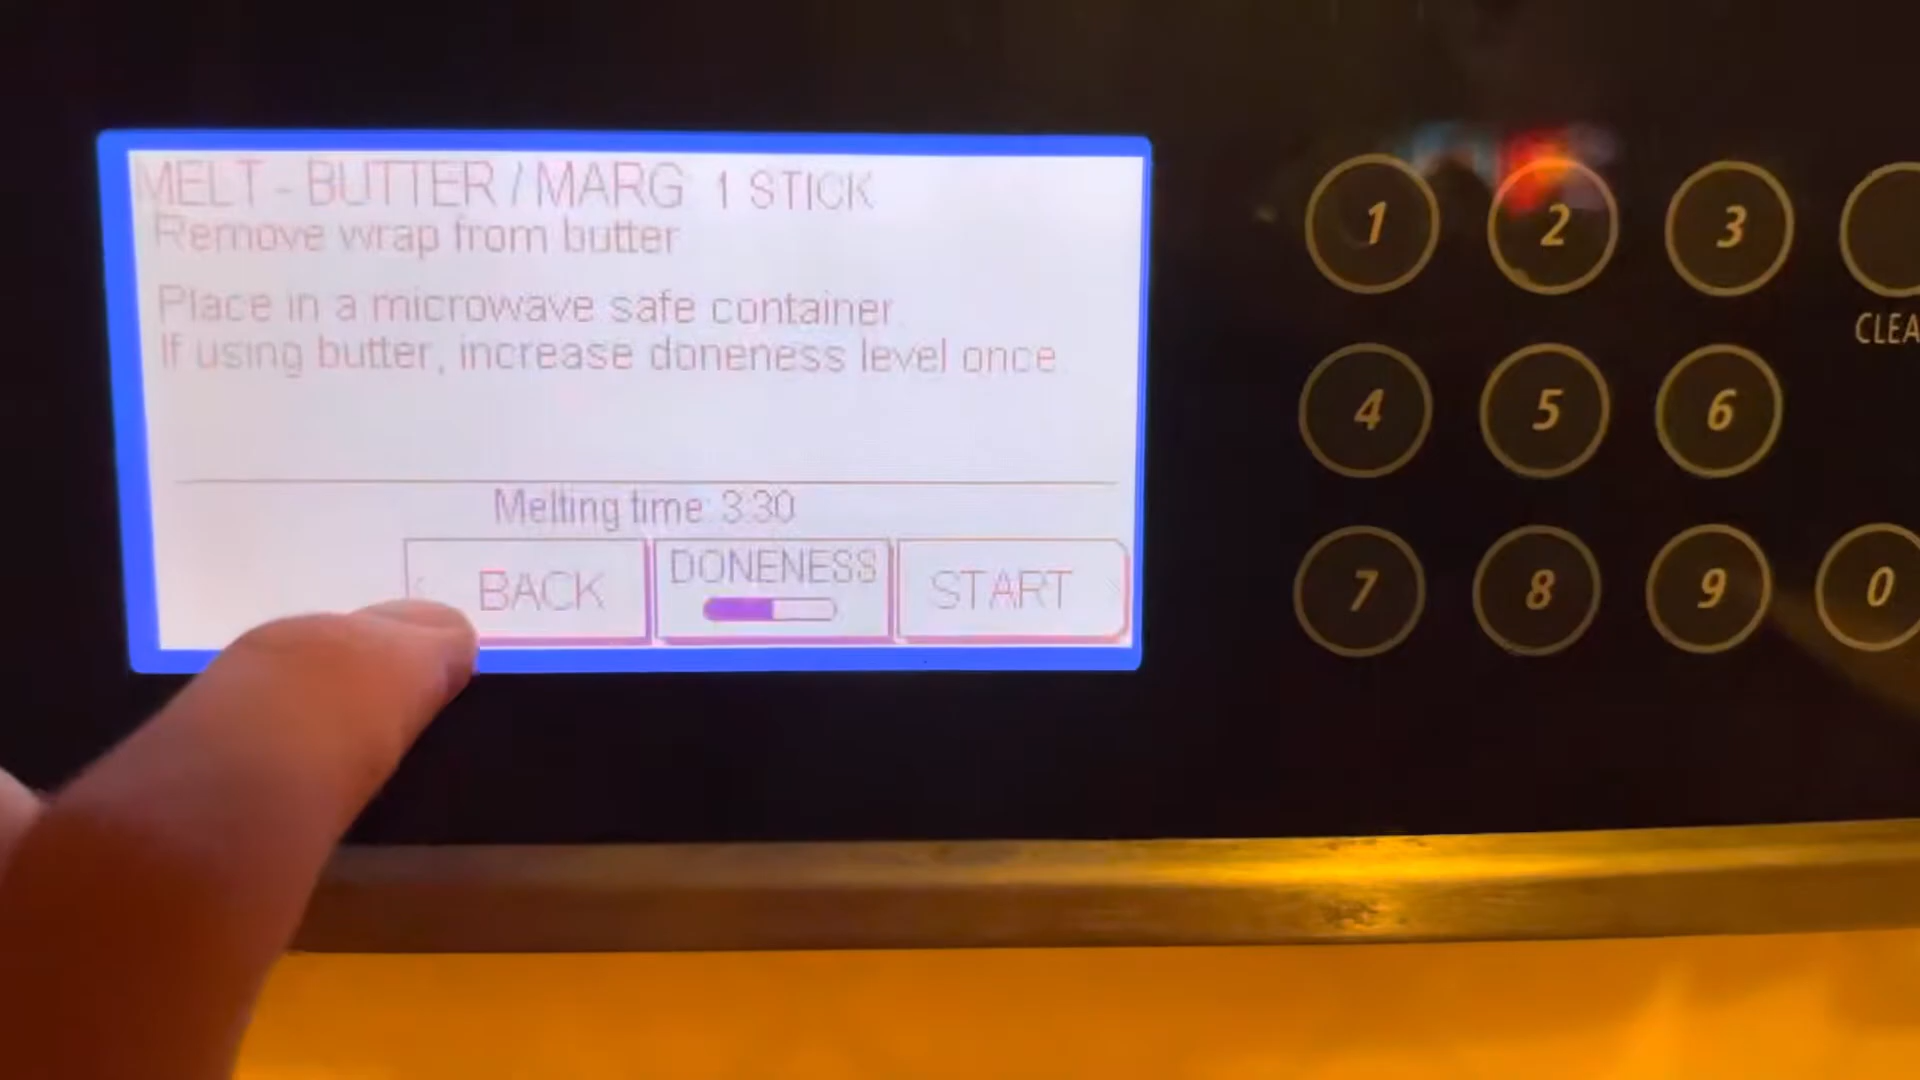 MELT - BUTTER / MARG 1 STICK
Remove wrap from butter
Place in a microwave safe container.
If using butter, increase doneness level once.
Melting time 3:30
BACK
DONENESS
START
1 2 3
CLEA
4 5 6
7 8 9 0